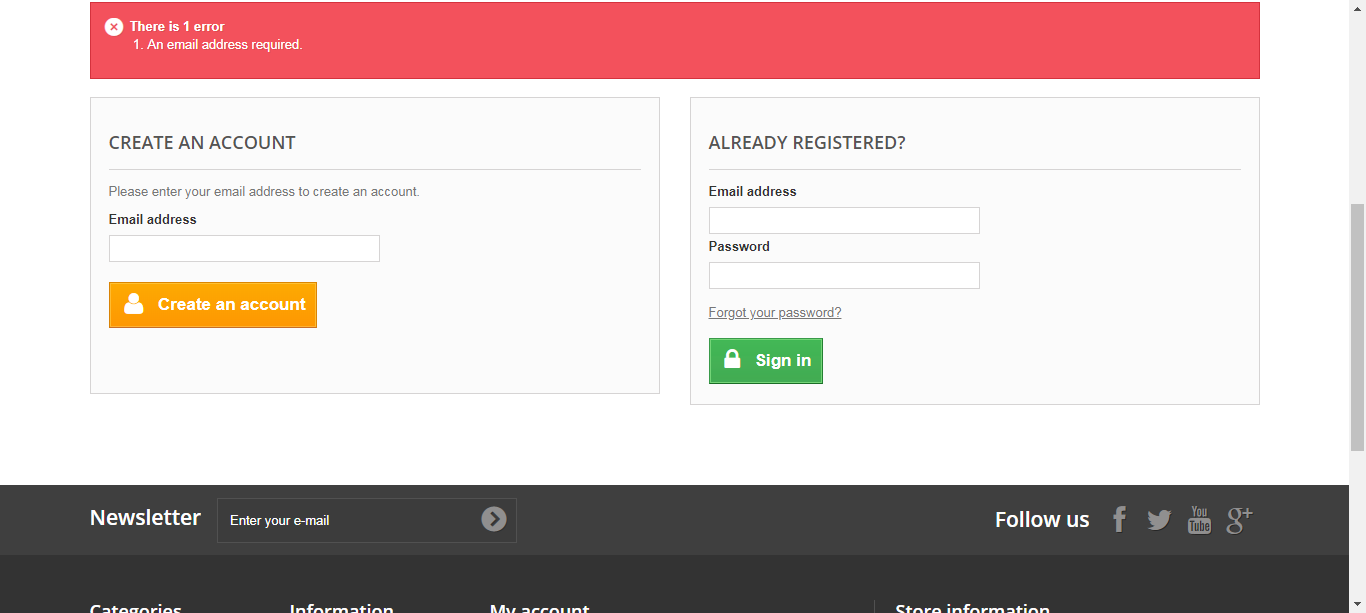 There is 1 error
1. An email address required.
CREATE AN ACCOUNT
Please enter your email address to create an account.
Email address
Create an account
ALREADY REGISTERED?
Email address
Password
Forgot your password?
Sign in
Newsletter
Enter your e-mail
Follow us
You
Tube
g+
Categories
Information
My account
Store information